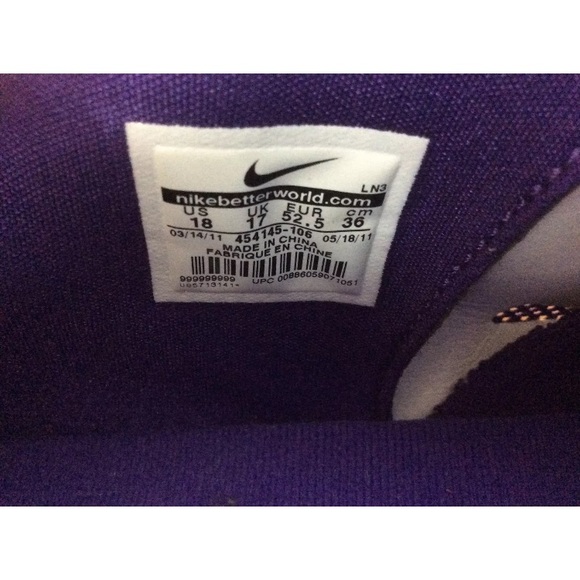 LN3
nikebetterworld.com
US UK EUR cm
18 17 52.5 36
03/14/11 454145-106 05/18/11
MADE IN CHINA
FABRIQUE EN CHINE
999999999
UPC 00886059071051